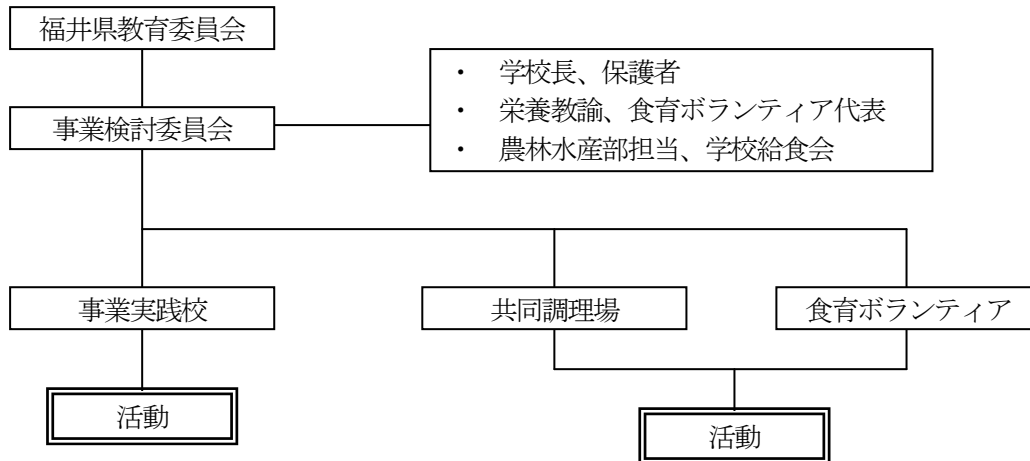 福井県教育委員会
・ 学校長、保護者
・ 栄養教諭、食育ボランティア代表
・ 農林水産部担当、学校給食会
事業検討委員会
事業実践校
共同調理場
食育ボランティア
活動
活動